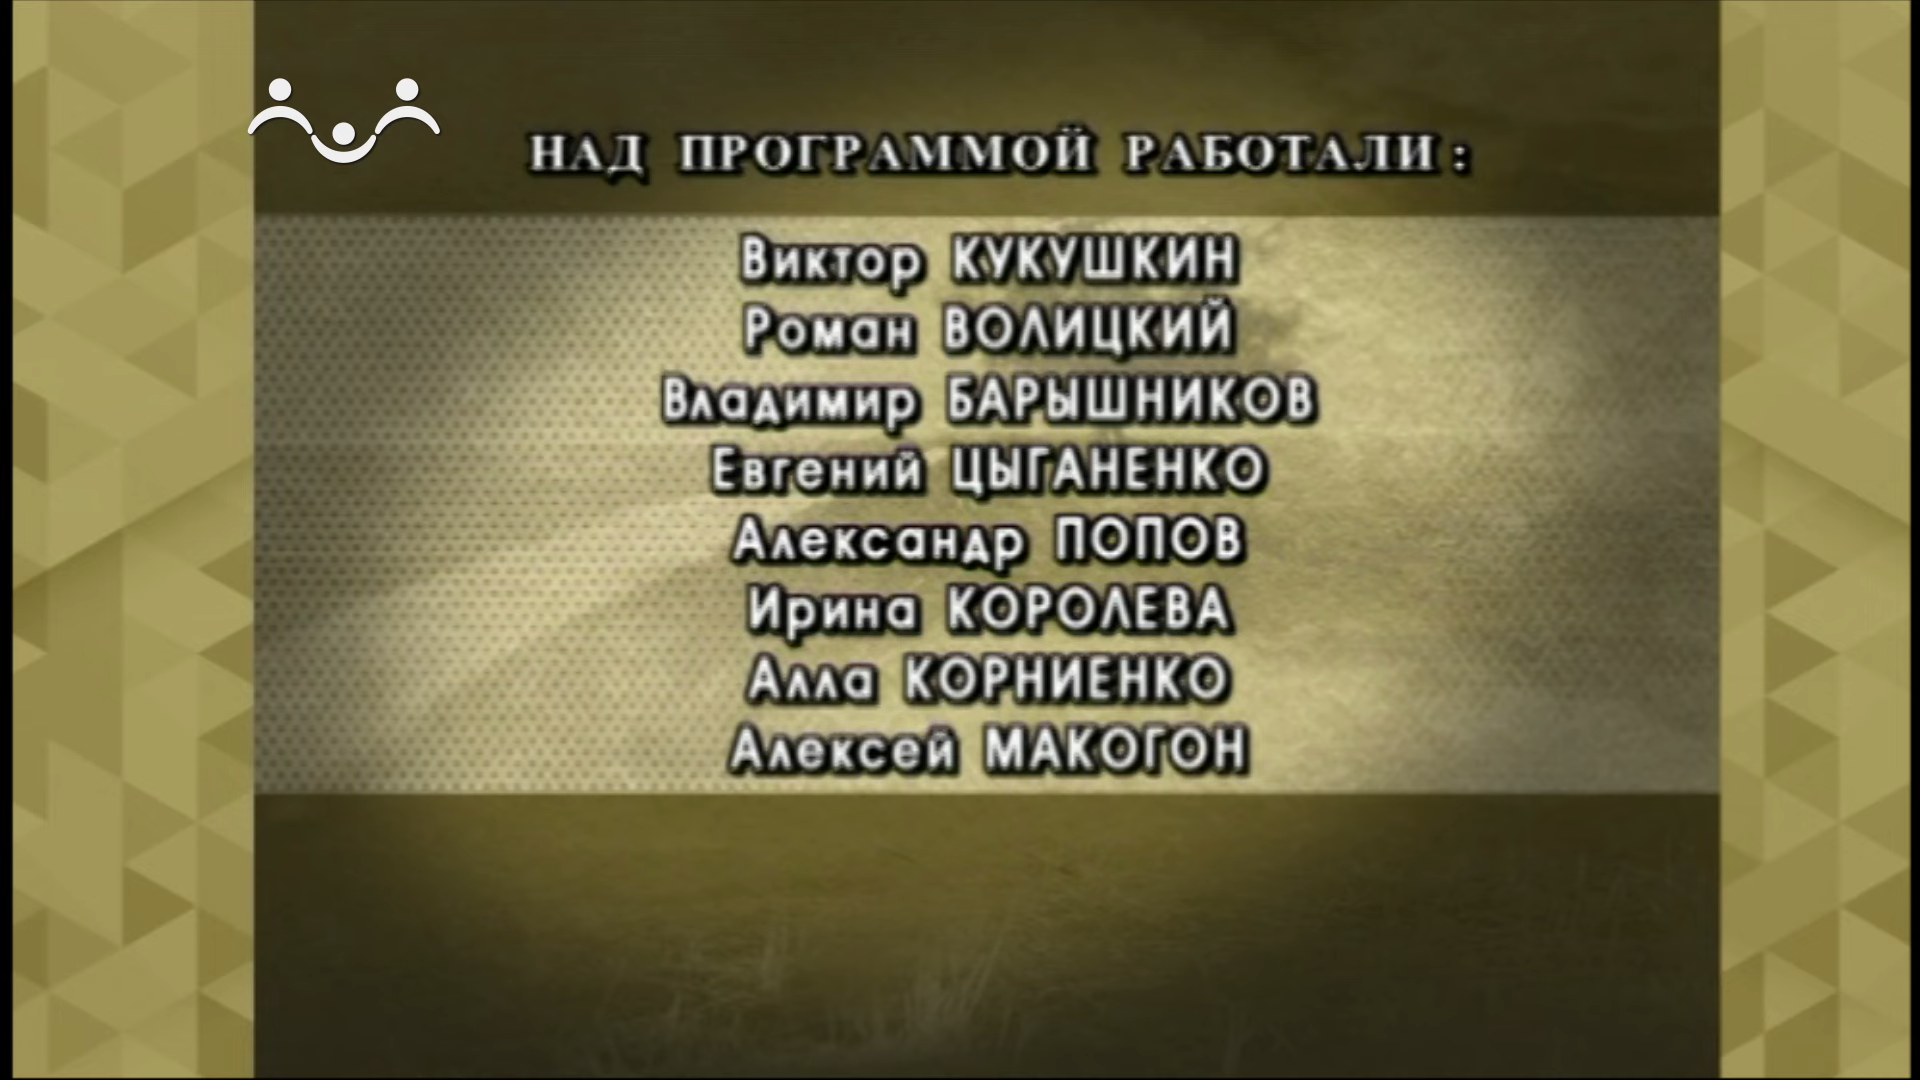 НАД ПРОГРАММОЙ РАБОТАЛИ:
Виктор КУКУШКИН
Роман ВОЛИЦКИЙ
Владимир БАРЫШНИКОВ
Евгений ЦЫГАНЕНКО
Александр ПОПОВ
Ирина КОРОЛЕВА
Алла КОРНИЕНКО
Алексей МАКОГОН